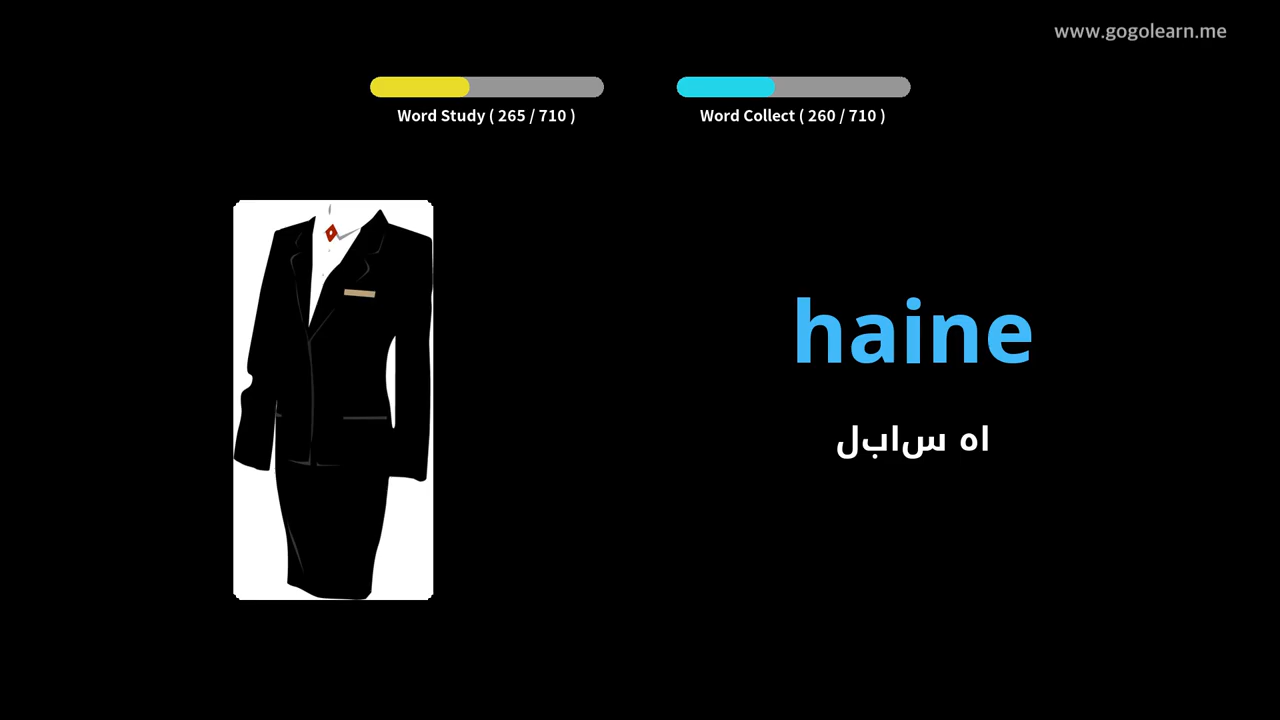 www.gogolearn.me
Word Study ( 265 / 710 )
Word Collect ( 260 / 710 )
haine
اه سابل